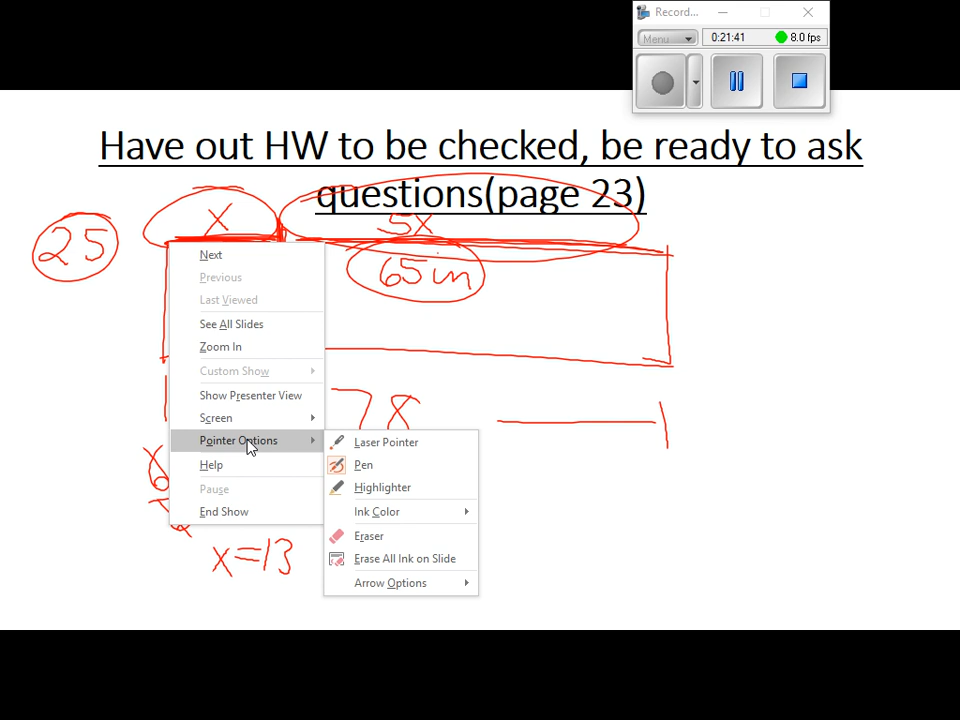 Record...
Menu
0:21:41
8.0 fps
Have out HW to be checked, be ready to ask
questions(page 23)
25
x
5x
65in
78
x=13
Next
Previous
Last Viewed
See All Slides
Zoom In
Custom Show
Show Presenter View
Screen
Pointer Options
Help
Pause
End Show
Laser Pointer
Pen
Highlighter
Ink Color
Eraser
Erase All Ink on Slide
Arrow Options